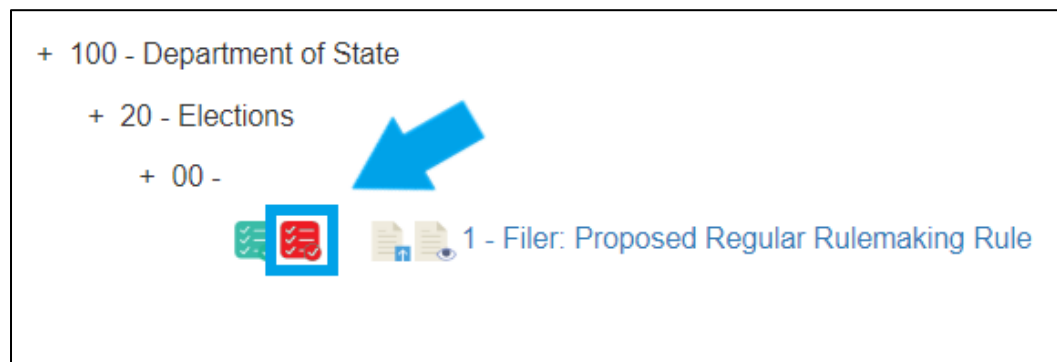 + 100 - Department of State
+ 20 - Elections
+ 00 -
1 - Filer: Proposed Regular Rulemaking Rule